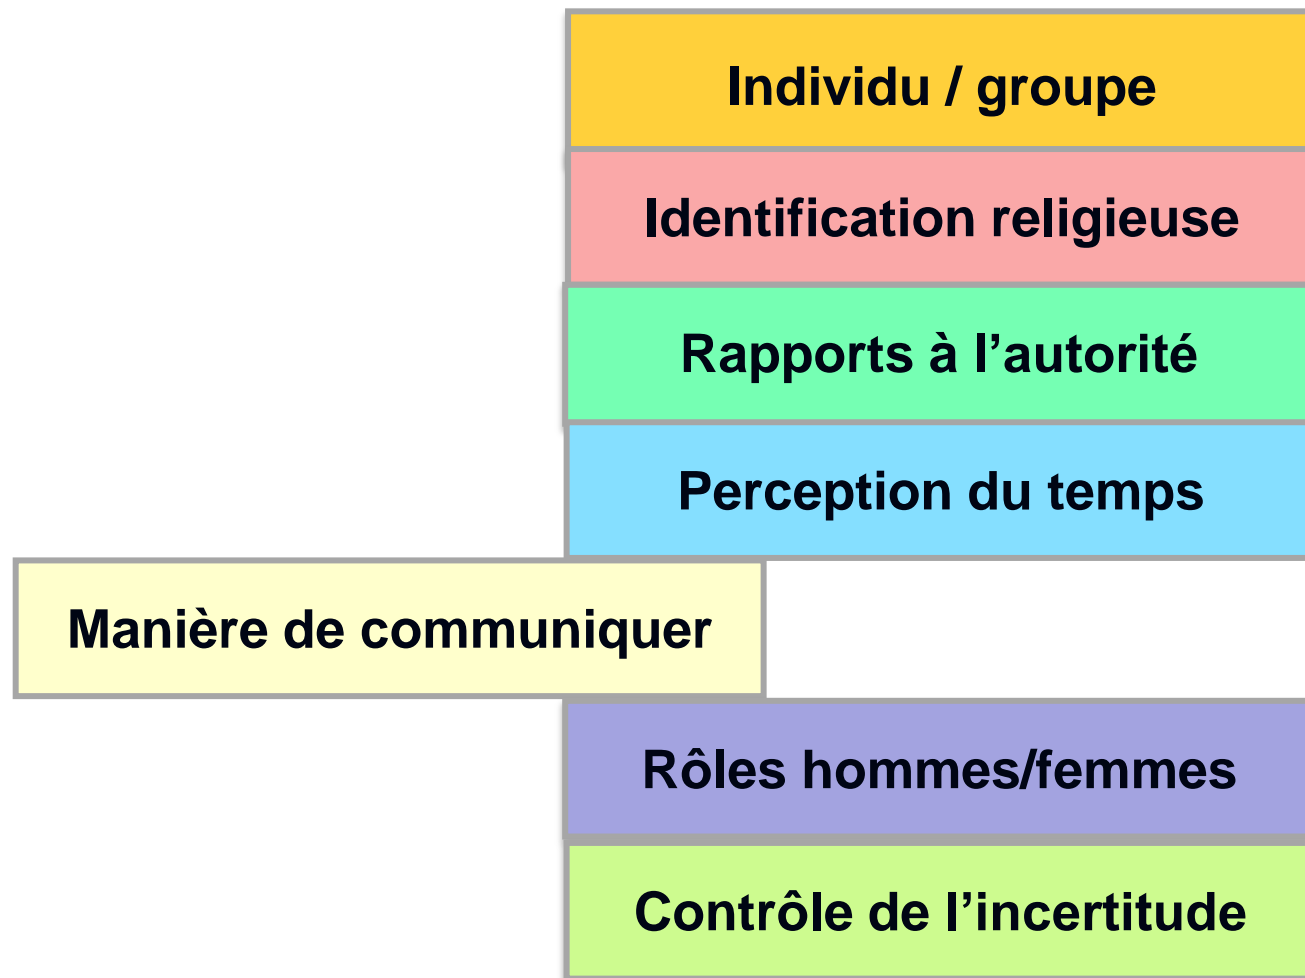 Individu / groupe
Identification religieuse
Rapports à l’autorité
Perception du temps
Manière de communiquer
Rôles hommes/femmes
Contrôle de l’incertitude